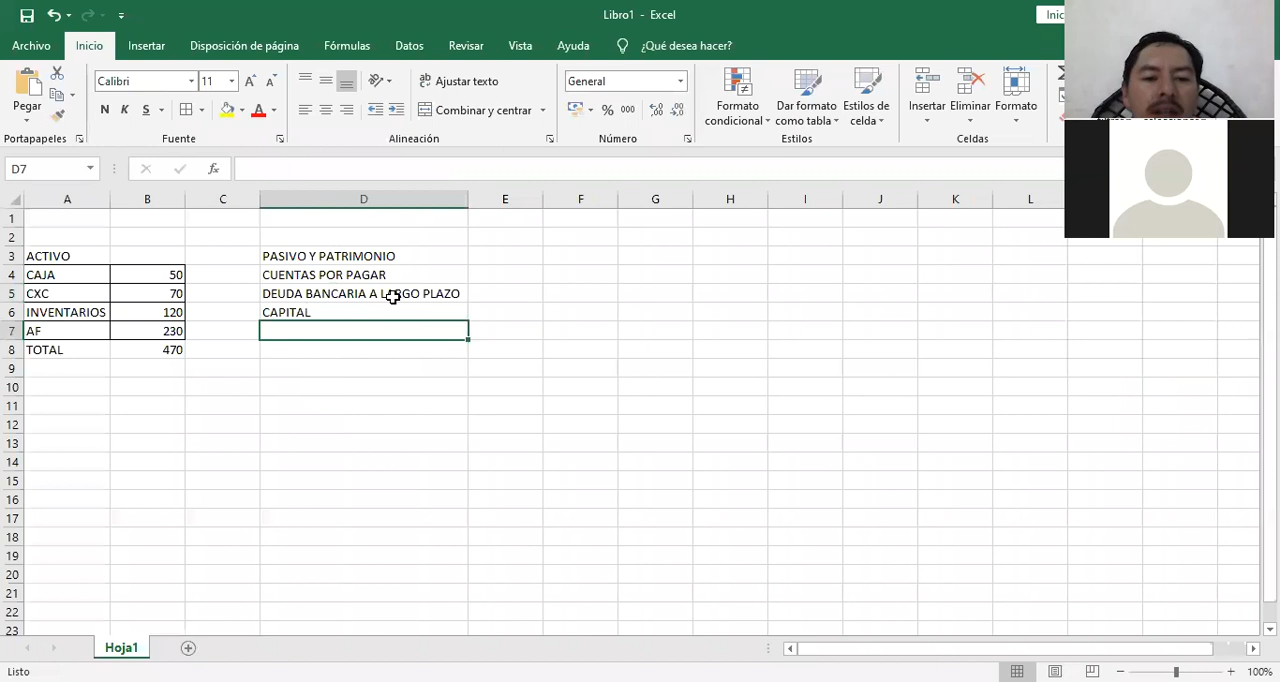 Libro1 - Excel
Inic
Archivo Inicio Insertar Disposición de página Fórmulas Datos Revisar Vista Ayuda ¿Qué desea hacer?
Pegar
Calibri 11
N K S
Ajustar texto
Combinar y centrar
General
% 000
Formato condicional
Dar formato como tabla
Estilos de celda
Insertar
Eliminar
Formato
Portapapeles Fuente Alineación Número Estilos Celdas
D7 fx
A B C D E F G H I J K L
1
2
3 ACTIVO PASIVO Y PATRIMONIO
4 CAJA 50 CUENTAS POR PAGAR
5 CXC 70 DEUDA BANCARIA A LARGO PLAZO
6 INVENTARIOS 120 CAPITAL
7 AF 230
8 TOTAL 470
9
10
11
12
13
14
15
16
17
18
19
20
21
22
23
Hoja1
Listo 100%